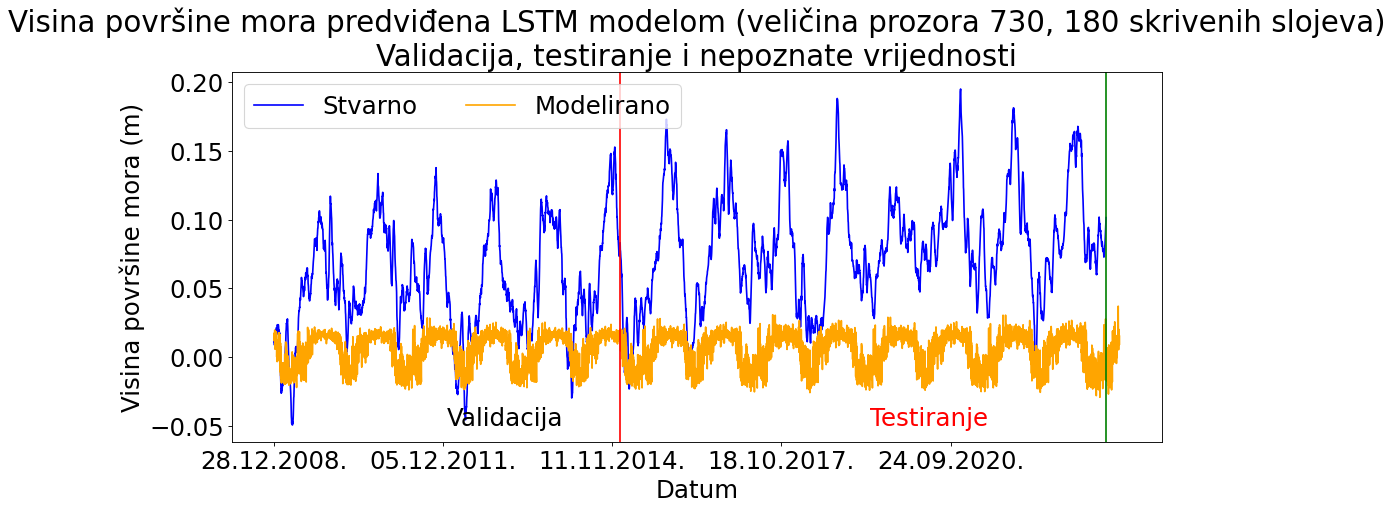 Visina površine mora predviđena LSTM modelom (veličina prozora 730, 180 skrivenih slojeva)
Validacija, testiranje i nepoznate vrijednosti
Stvarno Modelirano
Visina površine mora (m)
0.20
0.15
0.10
0.05
0.00
−0.05
Validacija Testiranje
28.12.2008. 05.12.2011. 11.11.2014. 18.10.2017. 24.09.2020.
Datum